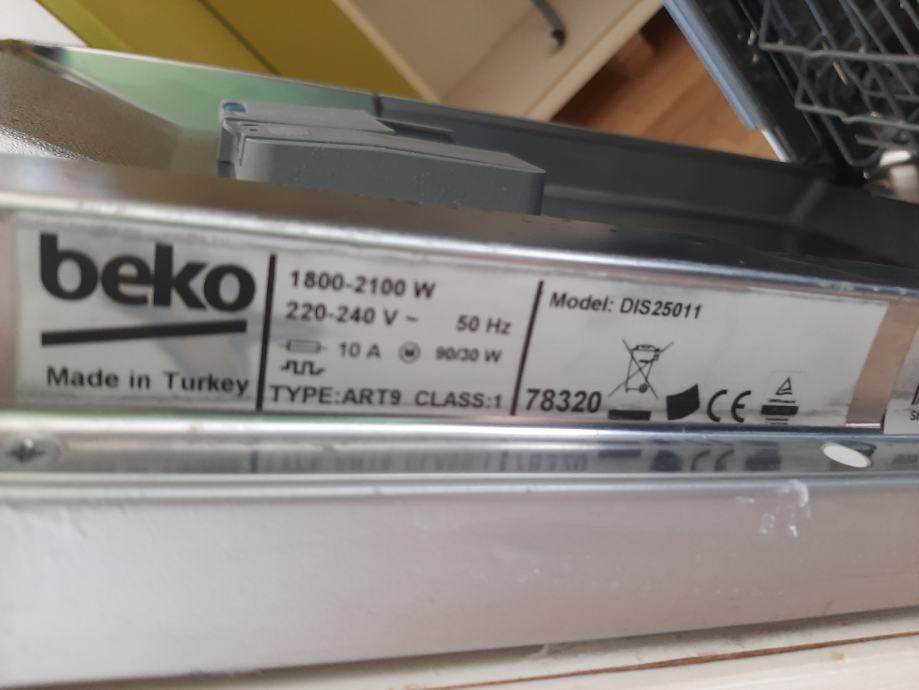 beko
Made in Turkey
1800-2100 W
220-240 V ~ 50 Hz
10 A M 90/30 W
TYPE:ART9 CLASS:1
Model: DIS25011
78320
CE